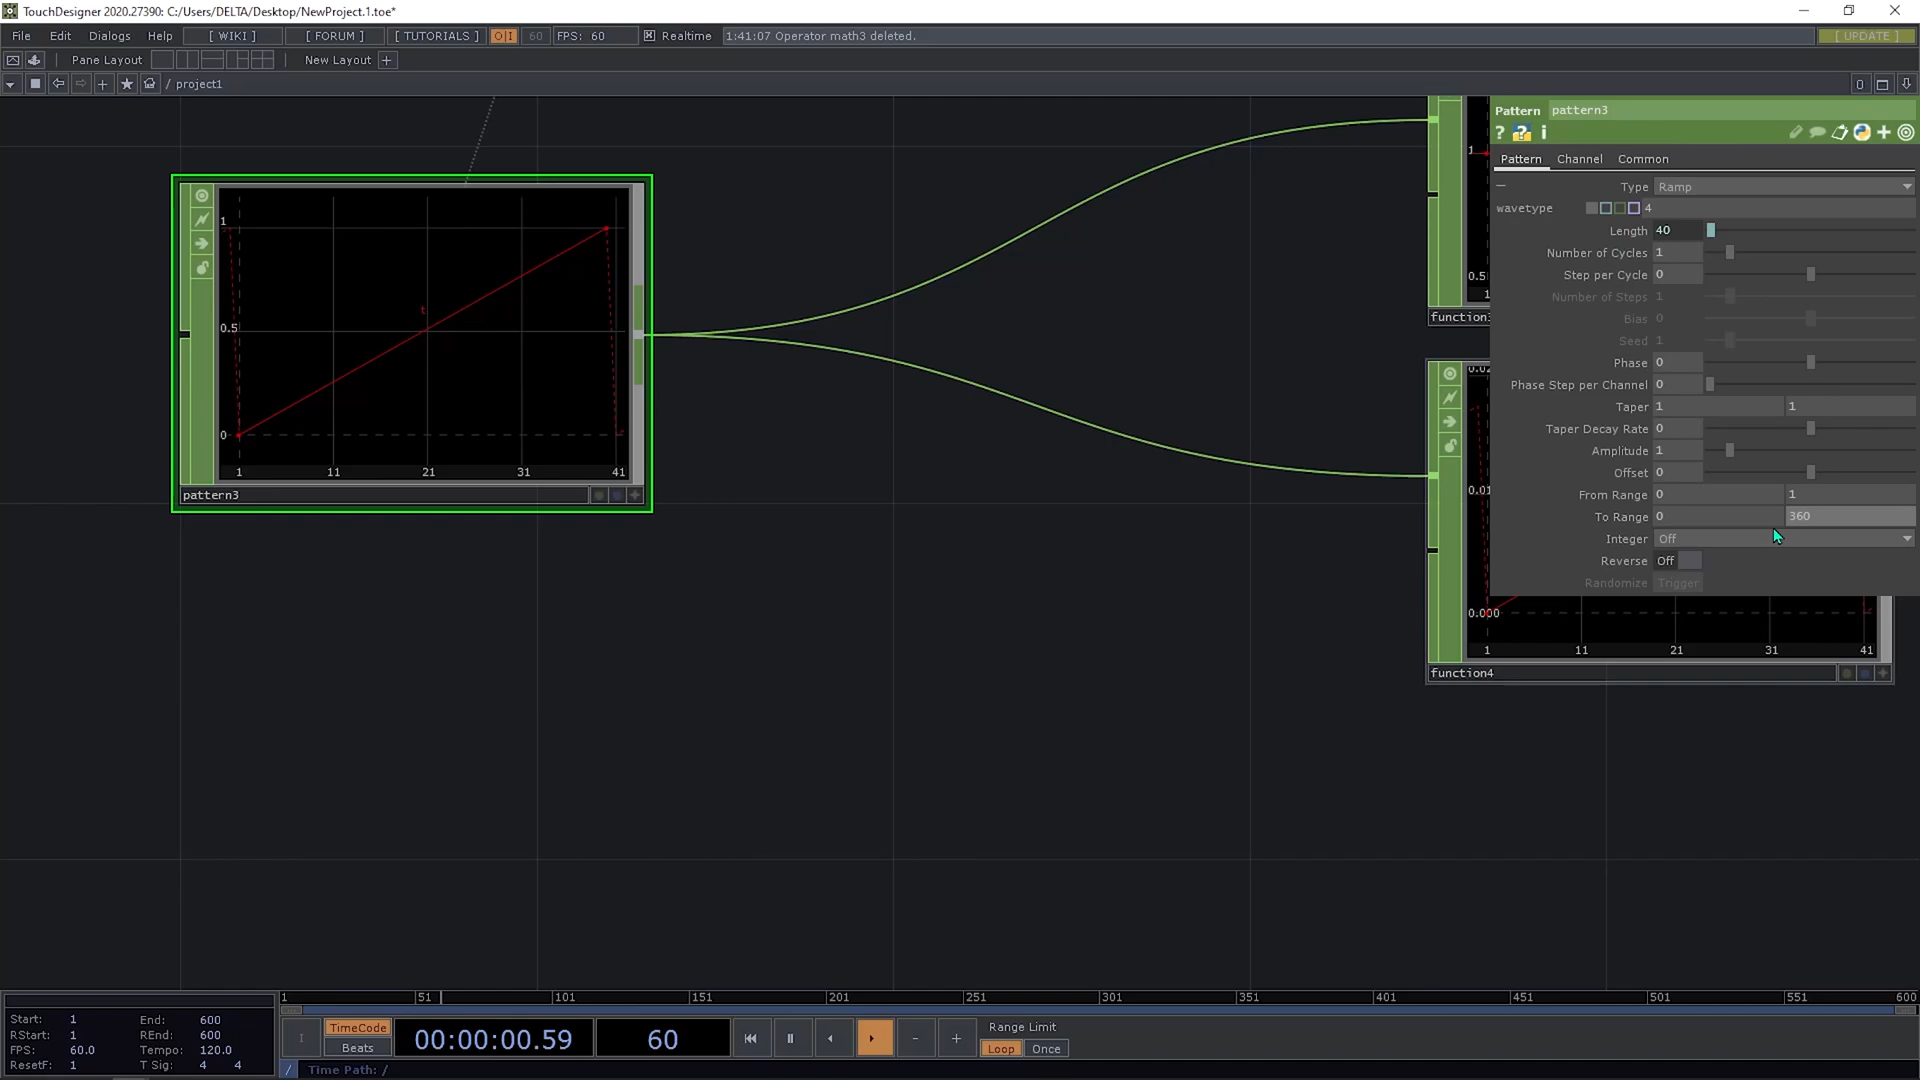 TouchDesigner 2020.27390: C:/Users/DELTA/Desktop/NewProject.1.toe*
File Edit Dialogs Help [ WIKI ] [ FORUM ] [ TUTORIALS ] O|I 60 FPS: 60 Realtime 1:41:07 Operator math3 deleted. [ UPDATE ]
Pane Layout New Layout +
/ project1 0
Pattern pattern3
? ? i
Pattern Channel Common
Type Ramp
wavetype 4
Length 40
Number of Cycles 1
Step per Cycle 0
Number of Steps 1
Bias 0
Seed 1
Phase 0
Phase Step per Channel 0
Taper 1 1
Taper Decay Rate 0
Amplitude 1
Offset 0
From Range 0 1
To Range 0 360
Integer Off
Reverse Off
Randomize Trigger
1
t
0.5
0
1 11 21 31 41
pattern3
1
0.5
1
0.000
1 11 21 31 41
function4
1 51 101 151 201 251 301 351 401 451 501 551 600
Start: 1 End: 600
RStart: 1 REnd: 600
FPS: 60.0 Tempo: 120.0
ResetF: 1 T Sig: 4 4
TimeCode
Beats
00:00:00.59
60
Range Limit
Loop Once
/ Time Path: /